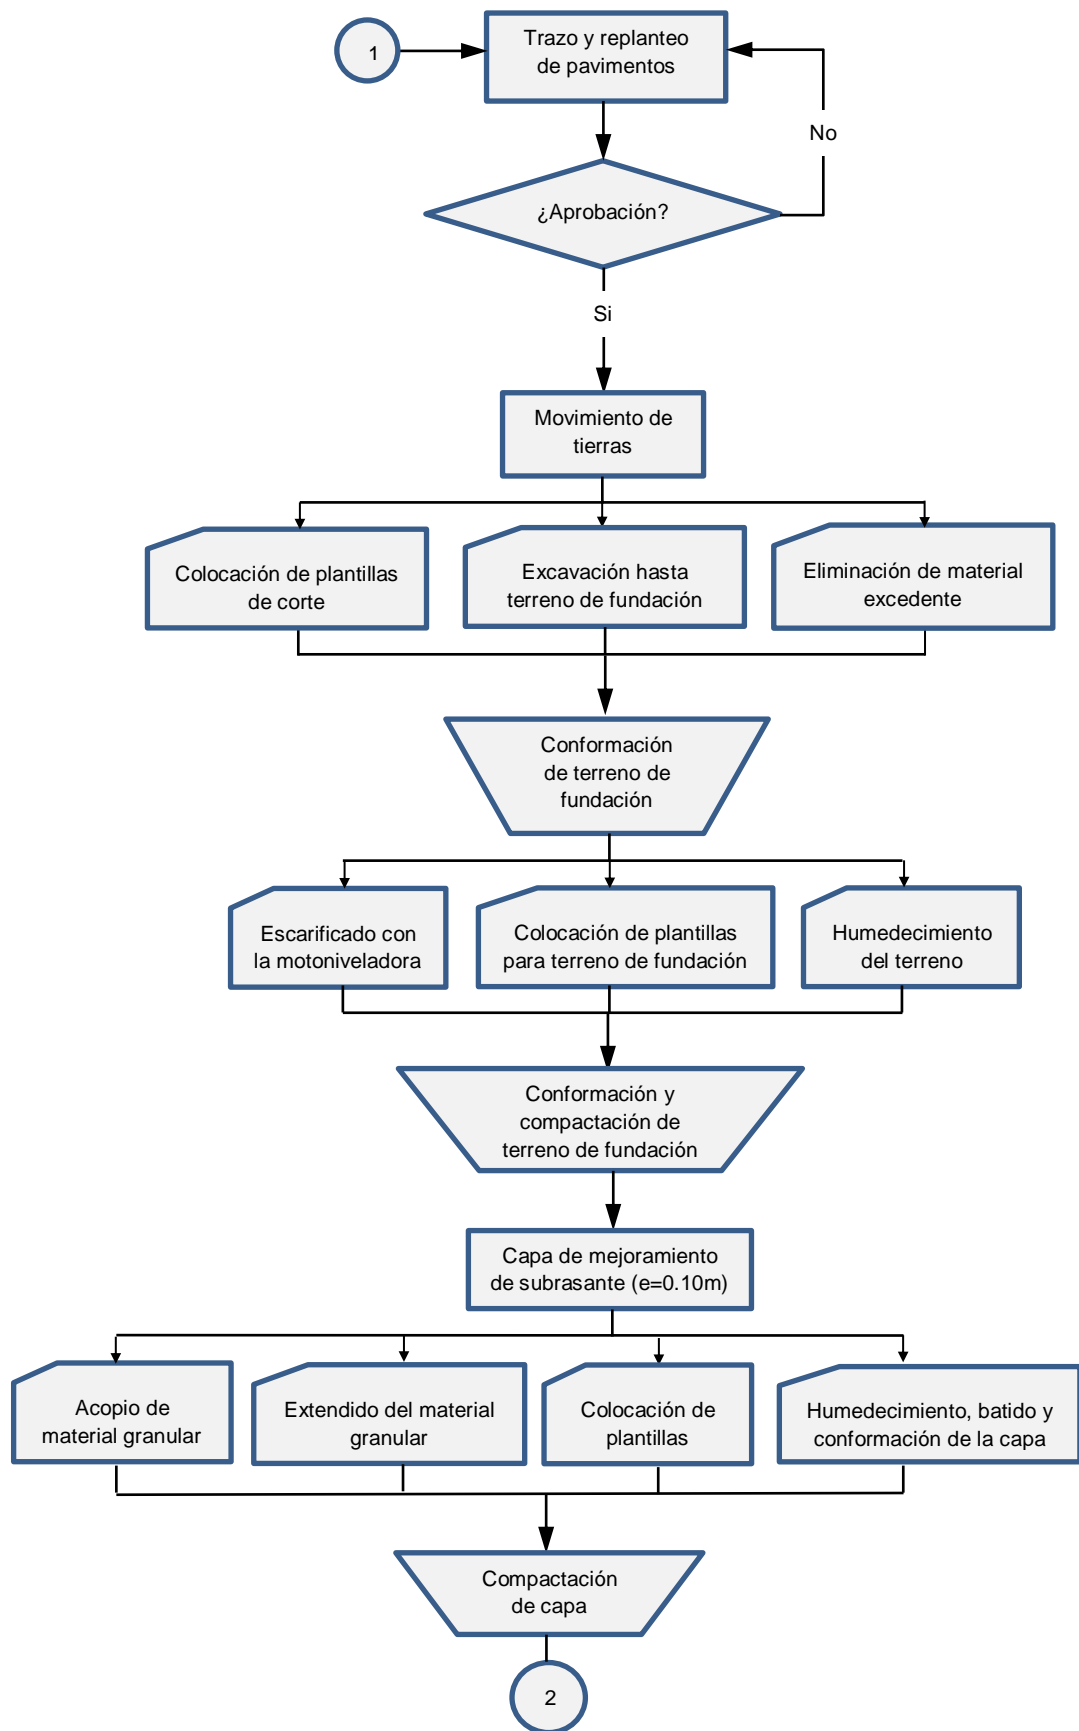 1
Trazo y replanteo
de pavimentos
No
¿Aprobación?
Si
Movimiento de
tierras
Colocación de plantillas
de corte
Excavación hasta
terreno de fundación
Eliminación de material
excedente
Conformación
de terreno de
fundación
Escarificado con
la motoniveladora
Colocación de plantillas
para terreno de fundación
Humedecimiento
del terreno
Conformación y
compactación de
terreno de fundación
Capa de mejoramiento
de subrasante (e=0.10m)
Acopio de
material granular
Extendido del material
granular
Colocación de
plantillas
Humedecimiento, batido y
conformación de la capa
Compactación
de capa
2